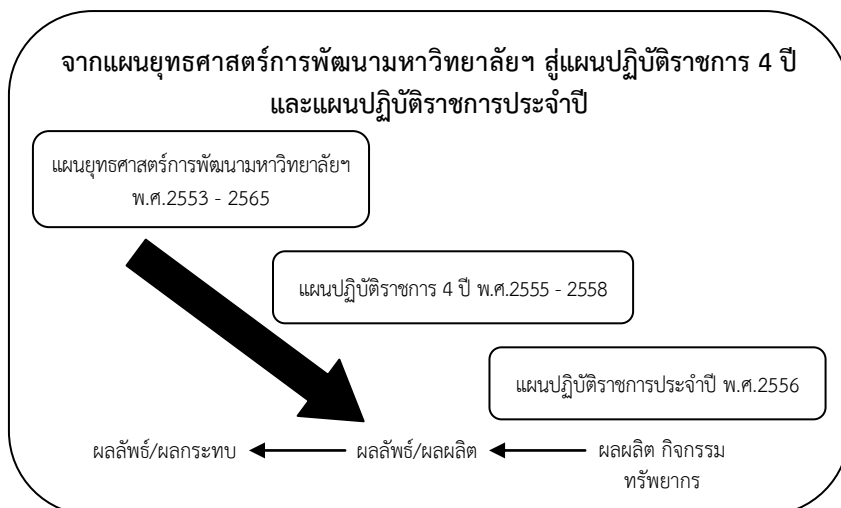 จากแผนยุทธศาสตร์การพัฒนามหาวิทยาลัยฯ สู่แผนปฏิบัติราชการ 4 ปี
และแผนปฏิบัติราชการประจำปี
แผนยุทธศาสตร์การพัฒนามหาวิทยาลัยฯ
พ.ศ.2553 - 2565
แผนปฏิบัติราชการ 4 ปี พ.ศ.2555 - 2558
แผนปฏิบัติราชการประจำปี พ.ศ.2556
ผลลัพธ์/ผลกระทบ
ผลลัพธ์/ผลผลิต
ผลผลิต กิจกรรม
ทรัพยากร